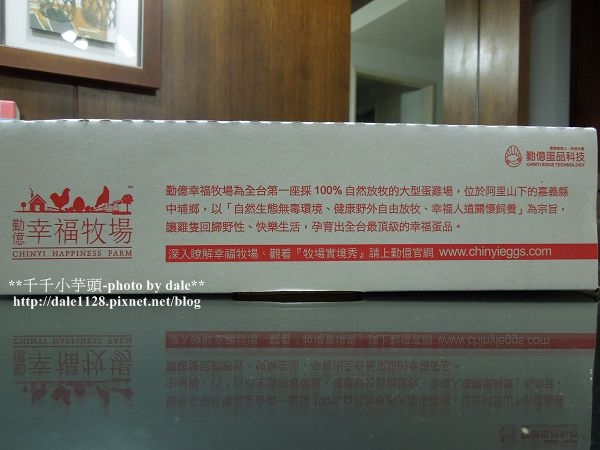 勤億蛋品科技
CHINYI EGGS TECHNOLOGY
勤億
幸福牧場
CHINYI HAPPINESS FARM
勤億幸福牧場為全台第一座採100%自然放牧的大型蛋雞場，位於阿里山下的嘉義縣
中埔鄉，以「自然生態無毒環境、健康野外自由放牧、幸福人道關懷飼養」為宗旨，
讓雞隻回歸野性、快樂生活，孕育出全台最頂級的幸福蛋品。
深入瞭解幸福牧場、觀看『牧場實境秀』請上勤億官網 www.chinyieggs.com
**千千小芋頭-photo by dale**
http://dale1128.pixnet.net/blog